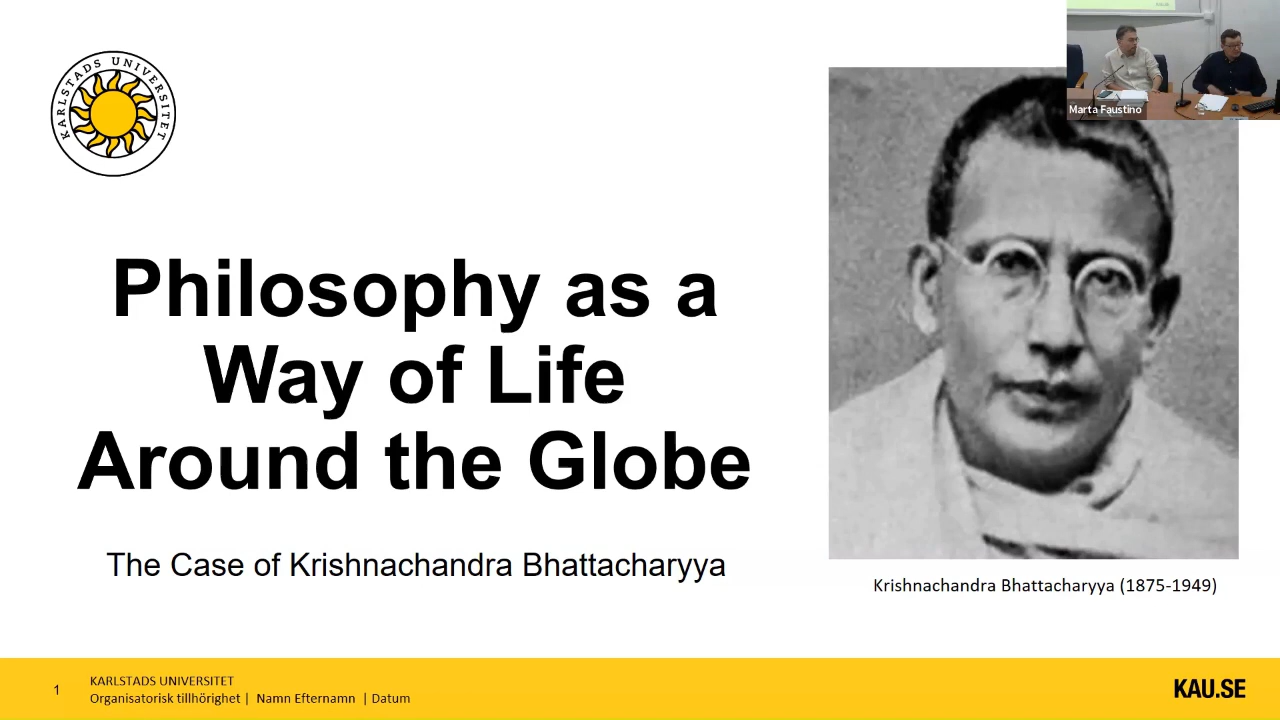 KARLSTADS UNIVERSITET
Marta Faustino
Philosophy as a
Way of Life
Around the Globe
The Case of Krishnachandra Bhattacharyya
Krishnachandra Bhattacharyya (1875-1949)
1
KARLSTADS UNIVERSITET
Organisatorisk tillhörighet | Namn Efternamn | Datum
KAU.SE